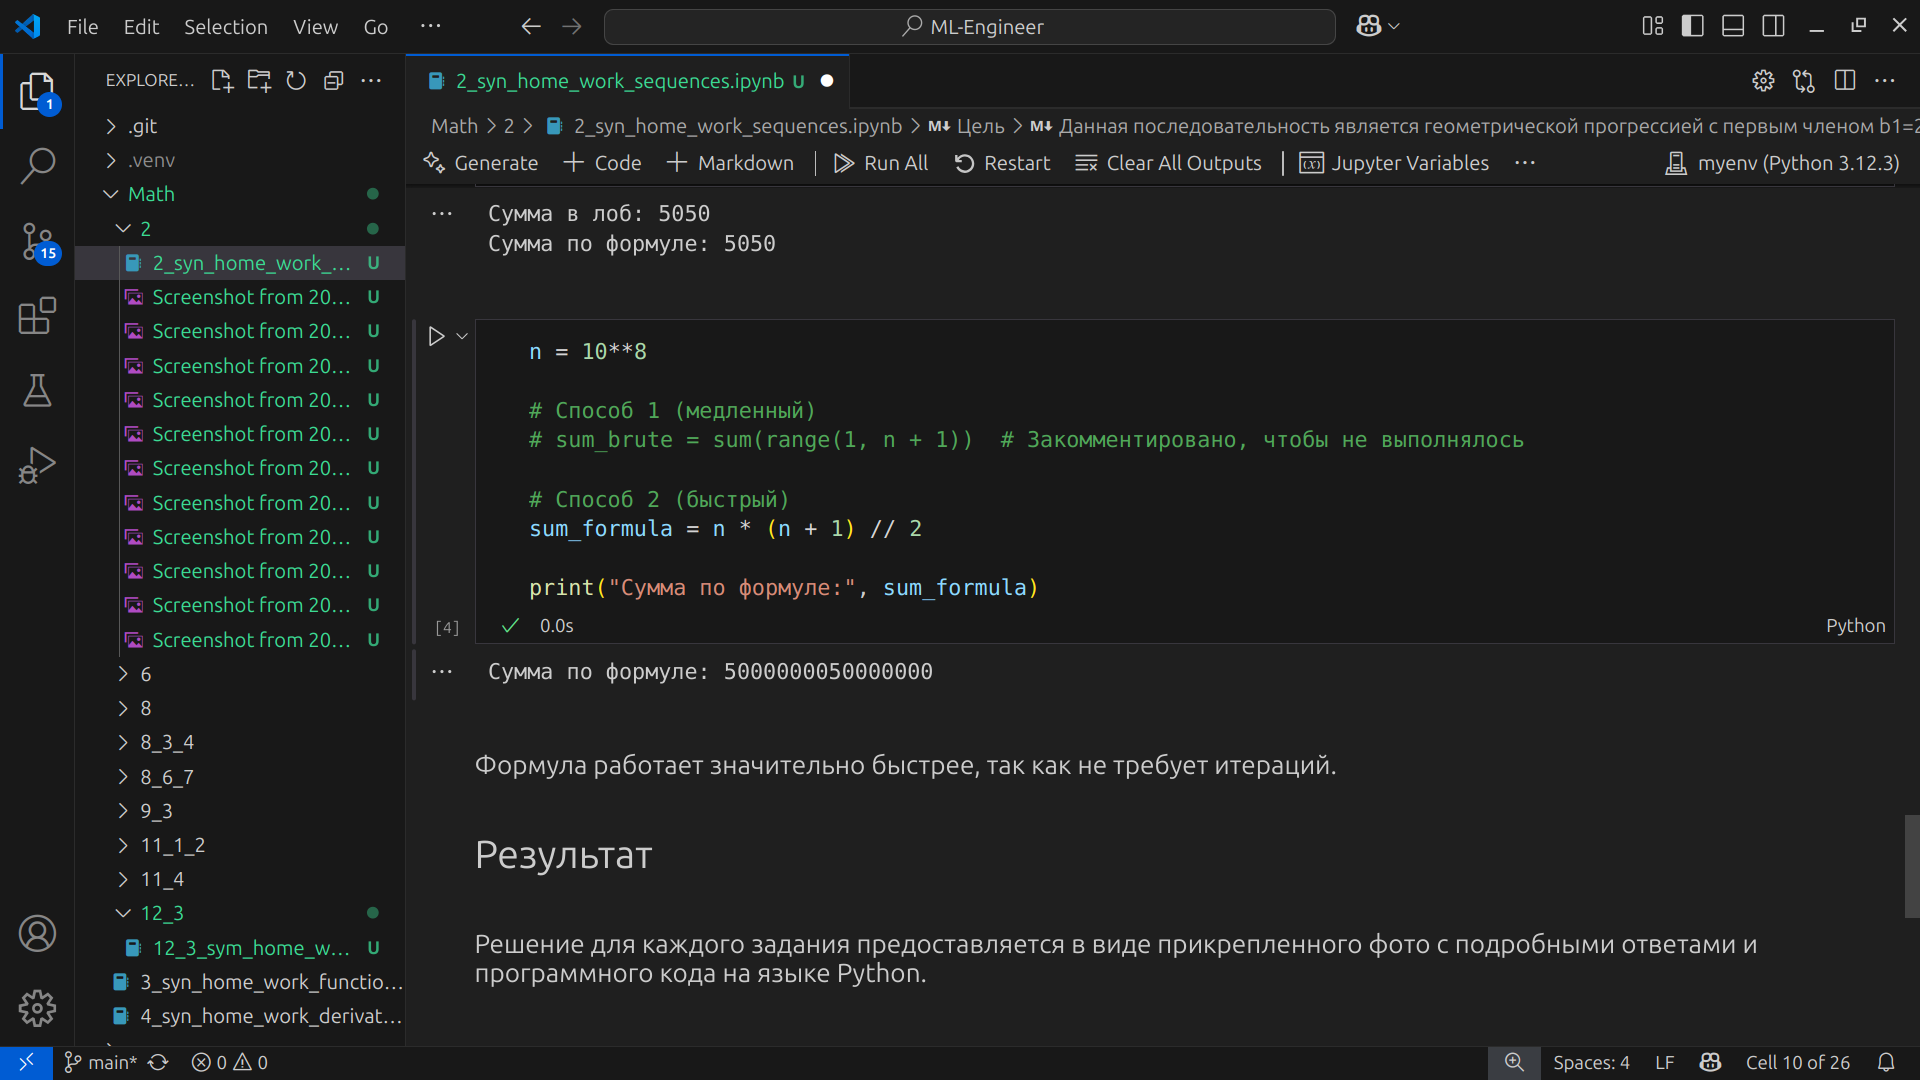 File Edit Selection View Go ··· ML-Engineer
EXPLORE... 2_syn_home_work_sequences.ipynb U
1
Math > 2 > 2_syn_home_work_sequences.ipynb > M↓ Цель > M↓ Данная последовательность является геометрической прогрессией с первым членом b1=2
Generate + Code + Markdown | Run All Restart Clear All Outputs | Jupyter Variables ··· myenv (Python 3.12.3)
.git
.venv
Math
2
15
2_syn_home_work_... U
Screenshot from 20... U
Screenshot from 20... U
Screenshot from 20... U
Screenshot from 20... U
Screenshot from 20... U
Screenshot from 20... U
Screenshot from 20... U
Screenshot from 20... U
Screenshot from 20... U
Screenshot from 20... U
Screenshot from 20... U
6
8
8_3_4
8_6_7
9_3
11_1_2
11_4
12_3
12_3_sym_home_w... U
3_syn_home_work_functio...
4_syn_home_work_derivat...
Сумма в лоб: 5050
Сумма по формуле: 5050
n = 10**8
# Способ 1 (медленный)
# sum_brute = sum(range(1, n + 1))  # Закомментировано, чтобы не выполнялось
# Способ 2 (быстрый)
sum_formula = n * (n + 1) // 2
print("Сумма по формуле:", sum_formula)
[4] 0.0s Python
Сумма по формуле: 5000000050000000
Формула работает значительно быстрее, так как не требует итераций.
Результат
Решение для каждого задания предоставляется в виде прикрепленного фото с подробными ответами и
программного кода на языке Python.
main* 0 0 Spaces: 4 LF Cell 10 of 26